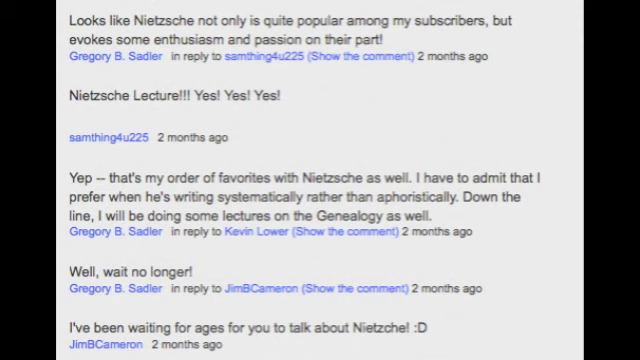 Looks like Nietzsche not only is quite popular among my subscribers, but
evokes some enthusiasm and passion on their part!
Gregory B. Sadler in reply to samthing4u225 (Show the comment) 2 months ago
Nietzsche Lecture!!! Yes! Yes! Yes!
samthing4u225 2 months ago
Yep -- that's my order of favorites with Nietzsche as well. I have to admit that I
prefer when he's writing systematically rather than aphoristically. Down the
line, I will be doing some lectures on the Genealogy as well.
Gregory B. Sadler in reply to Kevin Lower (Show the comment) 2 months ago
Well, wait no longer!
Gregory B. Sadler in reply to JimBCameron (Show the comment) 2 months ago
I've been waiting for ages for you to talk about Nietzche! :D
JimBCameron 2 months ago